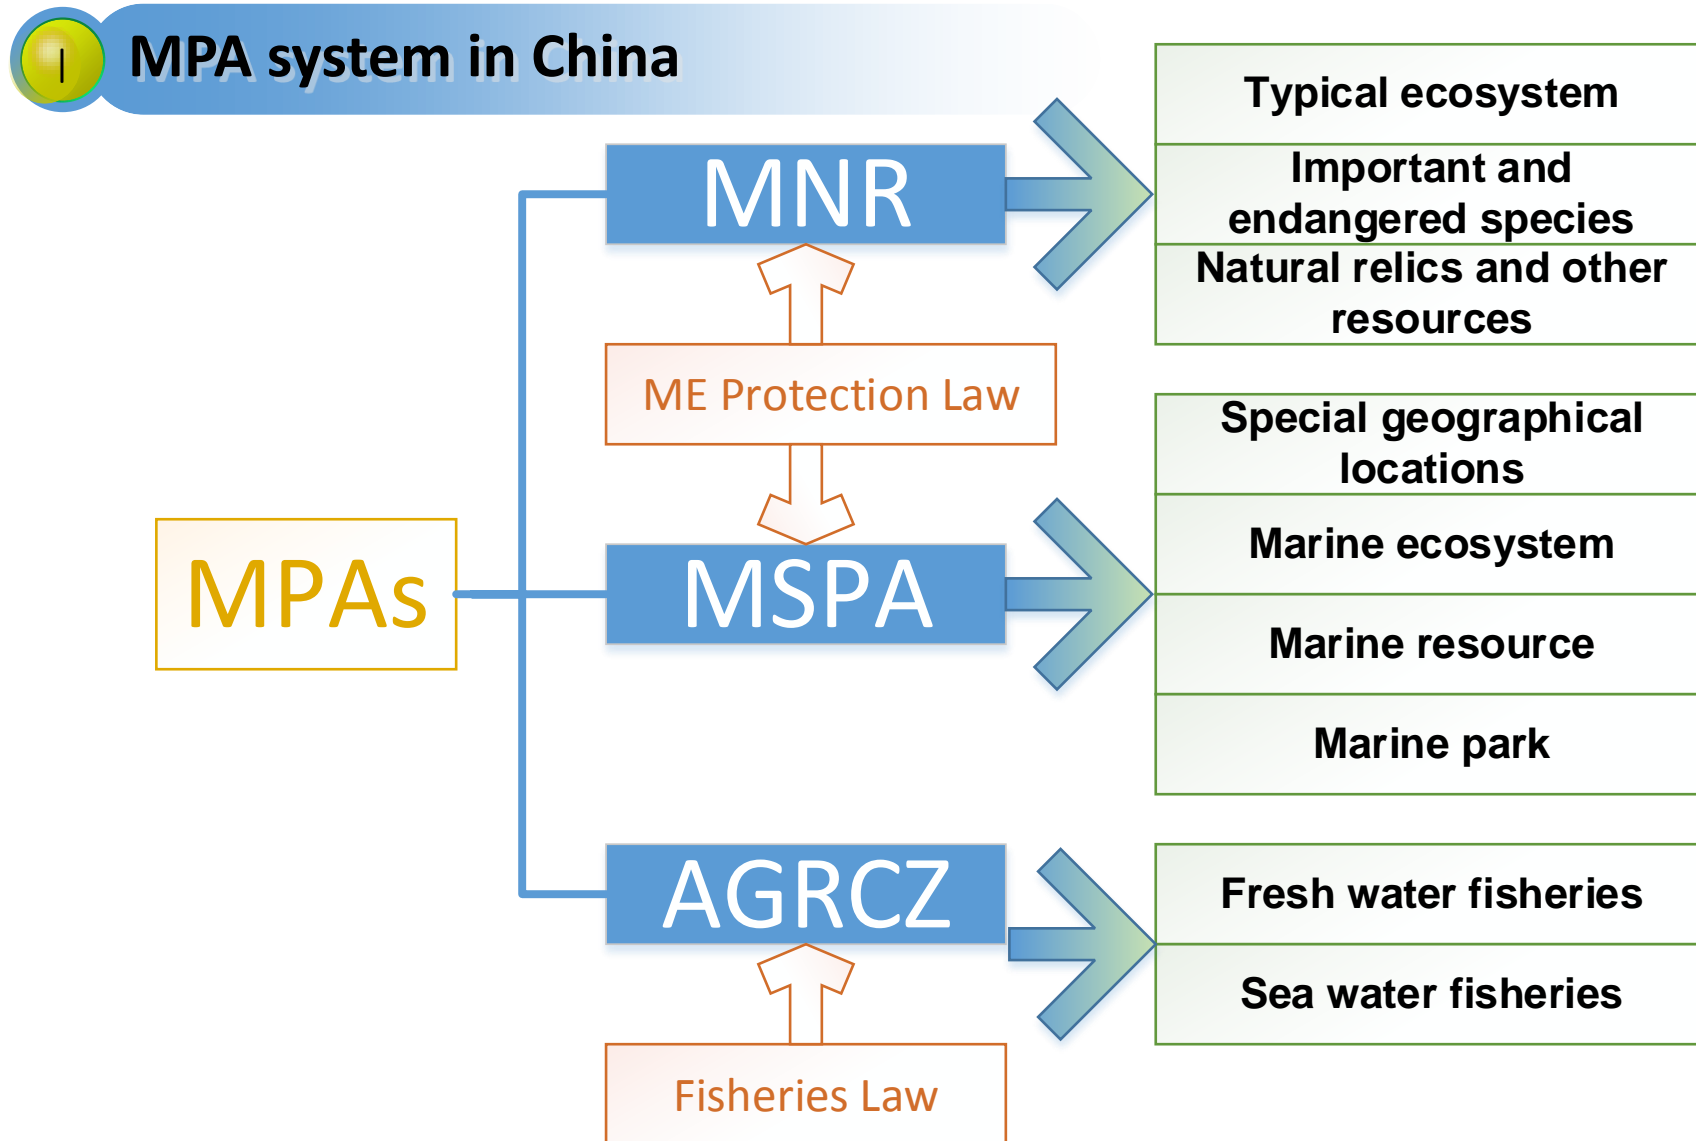 I
MPA system in China
MNR
Typical ecosystem
Important and
endangered species
Natural relics and other
resources
ME Protection Law
MPAs
MSPA
Special geographical
locations
Marine ecosystem
Marine resource
Marine park
AGRCZ
Fresh water fisheries
Sea water fisheries
Fisheries Law